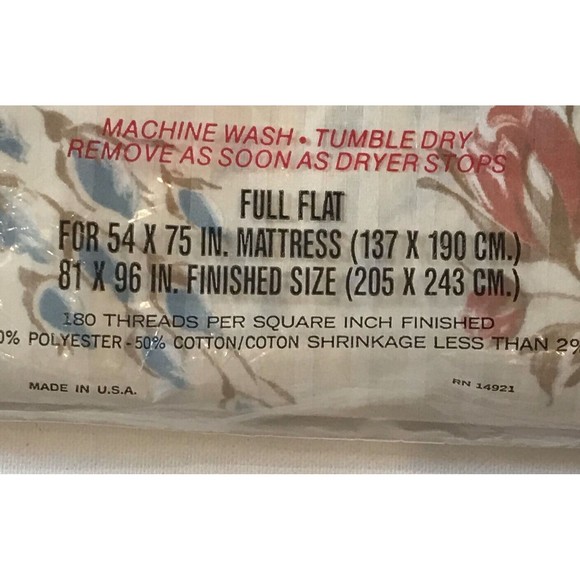 MACHINE WASH • TUMBLE DRY
REMOVE AS SOON AS DRYER STOPS
FULL FLAT
FOR 54 X 75 IN. MATTRESS (137 X 190 CM.)
81 X 96 IN. FINISHED SIZE (205 X 243 CM.)
180 THREADS PER SQUARE INCH FINISHED
0% POLYESTER - 50% COTTON/COTON SHRINKAGE LESS THAN 2%
MADE IN U.S.A.
RN 14921